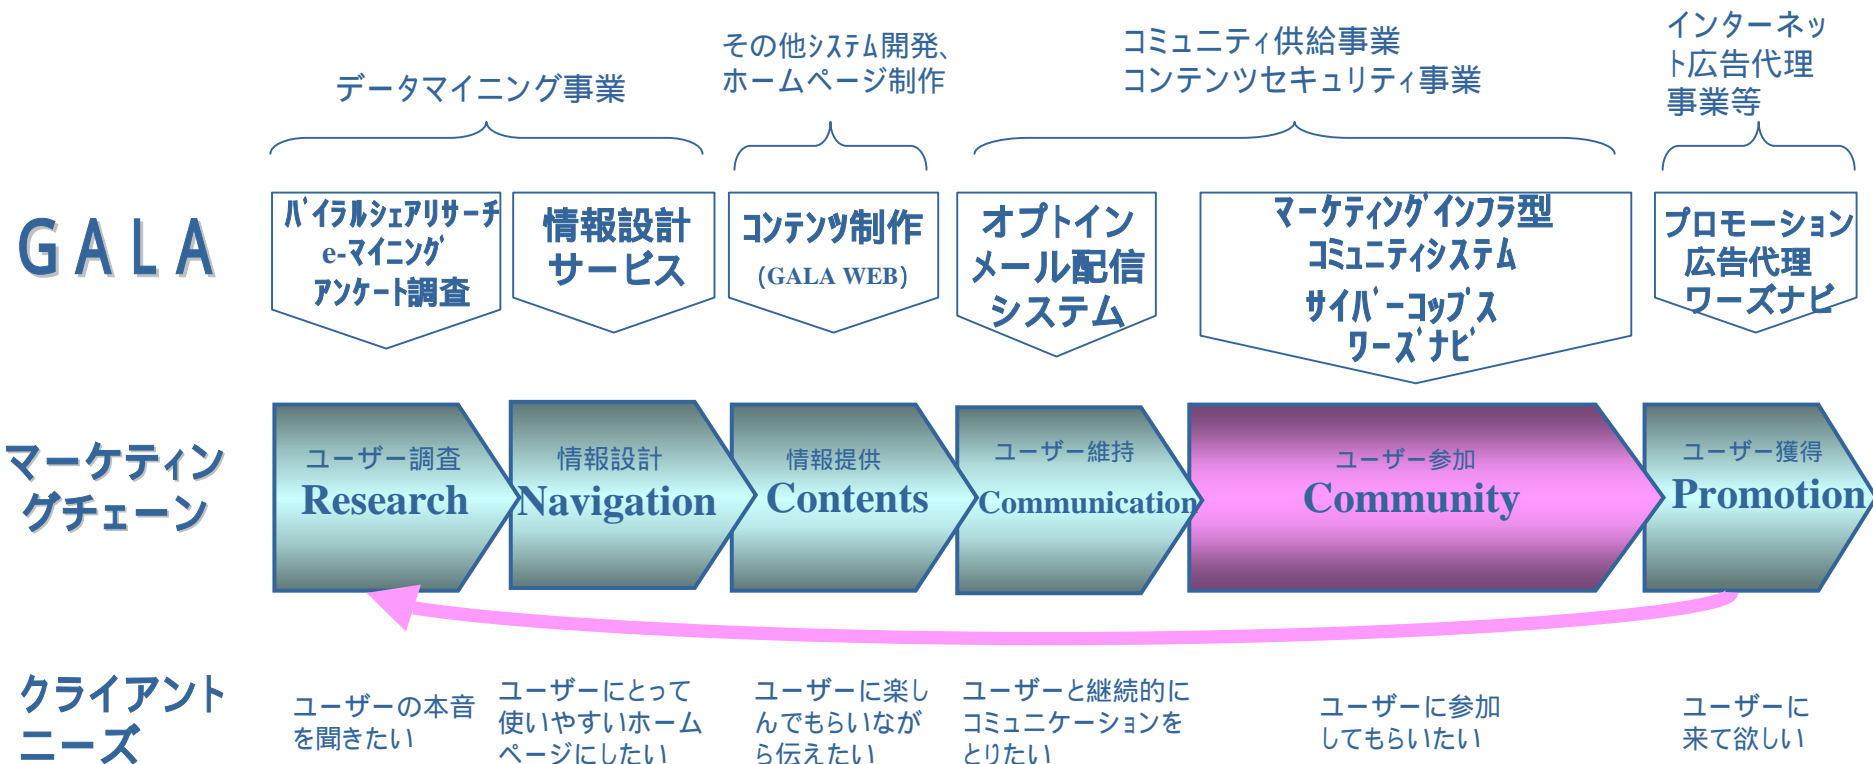 データマイニング事業
その他システム開発、
ホームページ制作
コミュニティ供給事業
コンテンツセキュリティ事業
インターネッ
ト広告代理
事業等
GALA
バイラルシェアリサーチ
e-マイニング
アンケート調査
情報設計
サービス
コンテンツ制作
(GALA WEB)
オプトイン
メール配信
システム
マーケティングインフラ型
コミュニティシステム
サイバーコップス
ワーズナビ
プロモーション
広告代理
ワーズナビ
マーケティン
グチェーン
ユーザー調査
Research
情報設計
Navigation
情報提供
Contents
ユーザー維持
Communication
ユーザー参加
Community
ユーザー獲得
Promotion
クライアント
ニーズ
ユーザーの本音
を聞きたい
ユーザーにとって
使いやすいホーム
ページにしたい
ユーザーに楽し
んでもらいなが
ら伝えたい
ユーザーと継続的に
コミュニケーションを
とりたい
ユーザーに参加
してもらいたい
ユーザーに
来て欲しい